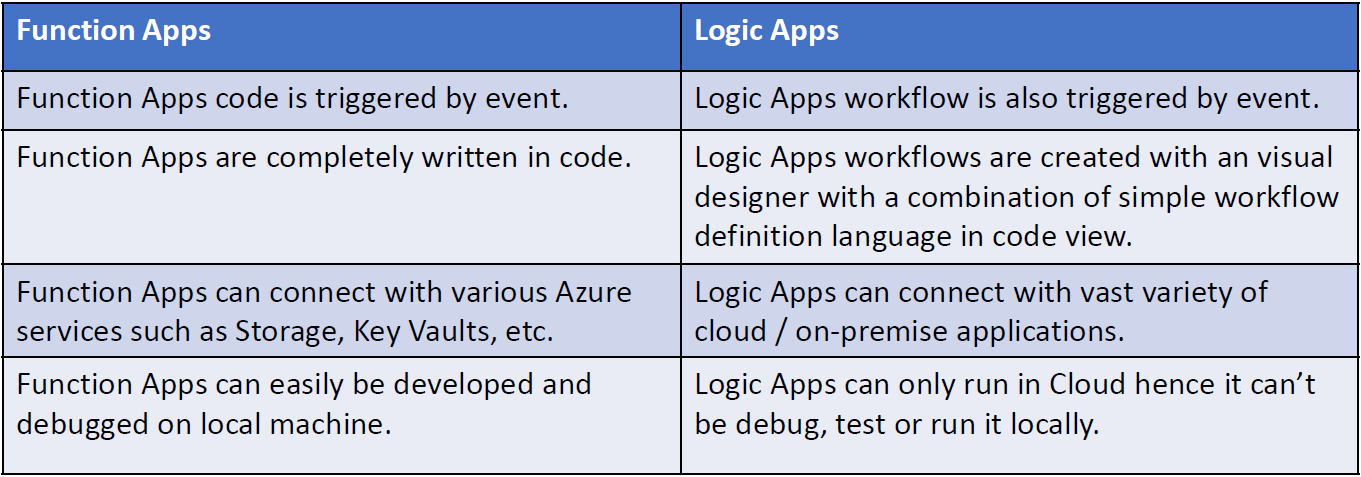 Function Apps
Logic Apps
Function Apps code is triggered by event.
Logic Apps workflow is also triggered by event.
Function Apps are completely written in code.
Logic Apps workflows are created with an visual
designer with a combination of simple workflow
definition language in code view.
Function Apps can connect with various Azure
services such as Storage, Key Vaults, etc.
Logic Apps can connect with vast variety of
cloud / on-premise applications.
Function Apps can easily be developed and
debugged on local machine.
Logic Apps can only run in Cloud hence it can’t
be debug, test or run it locally.